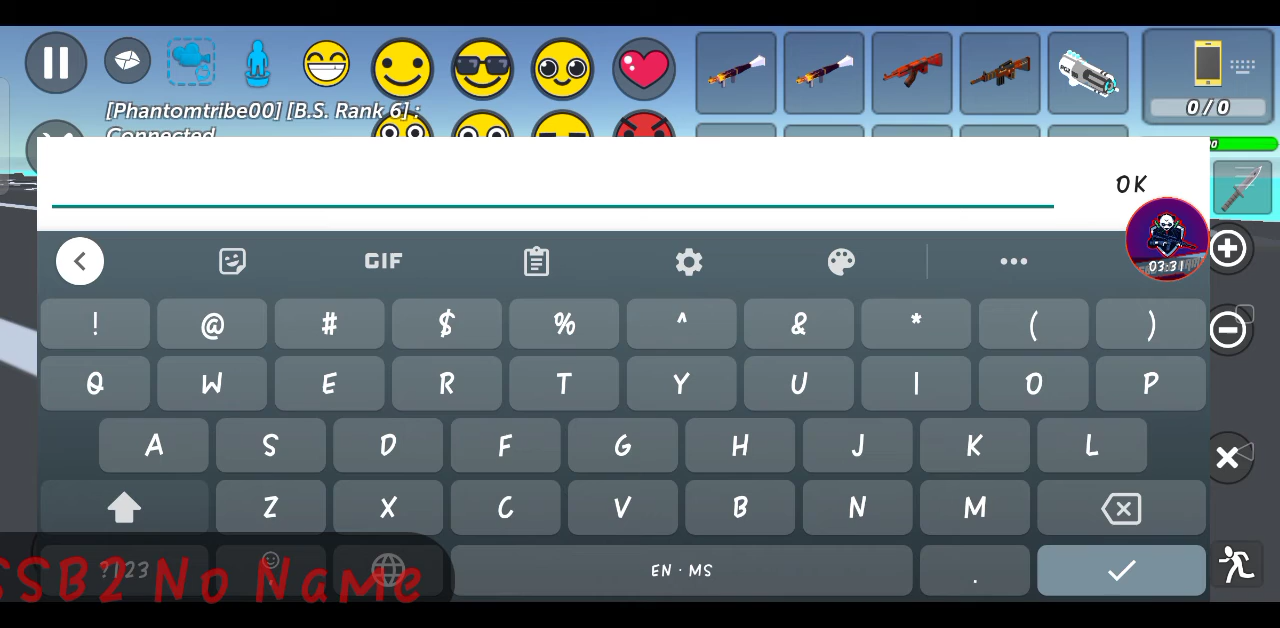 [Phantomtribe00] [B.S. Rank 6] :
Connected
0 / 0
OK
GIF
03:31
! @ # $ % ^ & * ( )
Q W E R T Y U I O P
A S D F G H J K L
Z X C V B N M
?123
, EN · MS .
SSB2 No Name